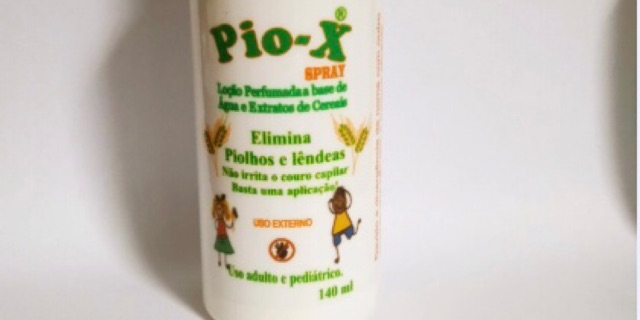 Pio-X®
SPRAY
Loção Perfumada a base de
Água e Extratos de Cereais
Elimina
Piolhos e lêndeas
Não irrita o couro capilar
Basta uma aplicação!
USO EXTERNO
Uso adulto e pediátrico.
140 ml